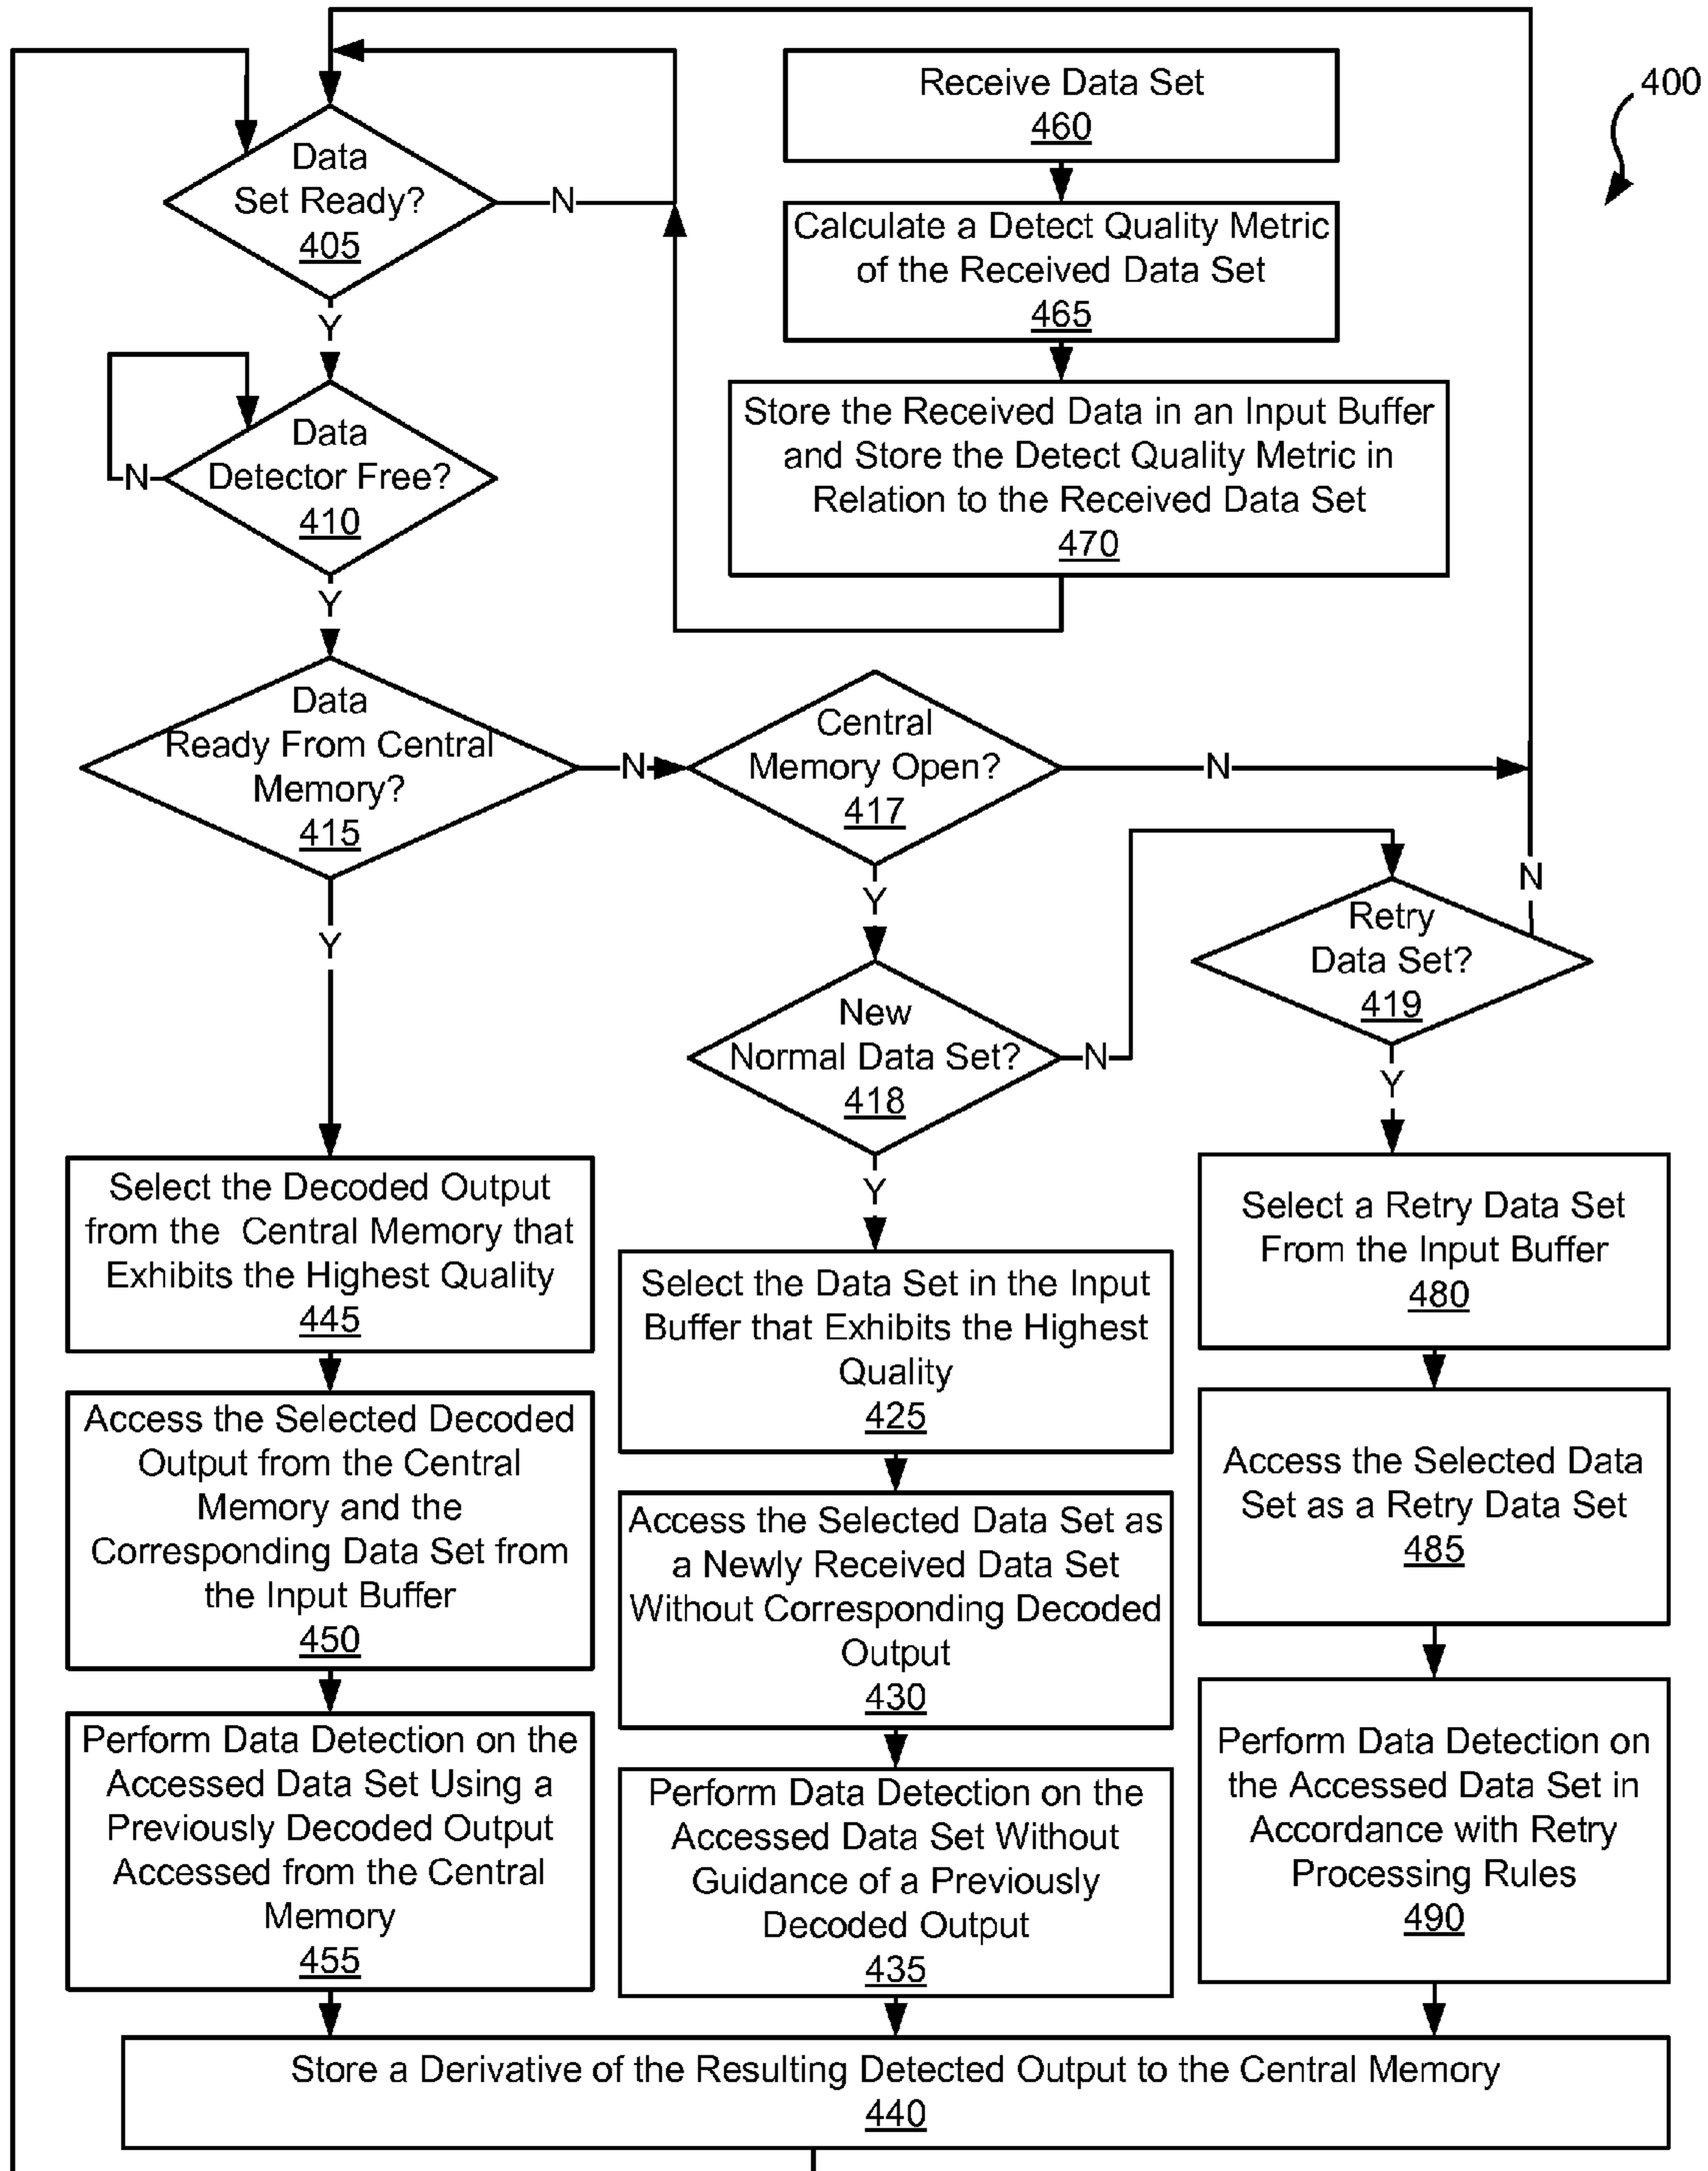 400
Data
Set Ready?
405
N
Y
Receive Data Set
460
Calculate a Detect Quality Metric
of the Received Data Set
465
Store the Received Data in an Input Buffer
and Store the Detect Quality Metric in
Relation to the Received Data Set
470
Data
Detector Free?
410
N
Y
Data
Ready From Central
Memory?
415
N
Y
Central
Memory Open?
417
N
Y
New
Normal Data Set?
418
N
Y
Retry
Data Set?
419
N
Y
Select the Decoded Output
from the Central Memory that
Exhibits the Highest Quality
445
Access the Selected Decoded
Output from the Central
Memory and the
Corresponding Data Set from
the Input Buffer
450
Perform Data Detection on the
Accessed Data Set Using a
Previously Decoded Output
Accessed from the Central
Memory
455
Select the Data Set in the Input
Buffer that Exhibits the Highest
Quality
425
Access the Selected Data Set as
a Newly Received Data Set
Without Corresponding Decoded
Output
430
Perform Data Detection on the
Accessed Data Set Without
Guidance of a Previously
Decoded Output
435
Select a Retry Data Set
From the Input Buffer
480
Access the Selected Data
Set as a Retry Data Set
485
Perform Data Detection on
the Accessed Data Set in
Accordance with Retry
Processing Rules
490
Store a Derivative of the Resulting Detected Output to the Central Memory
440